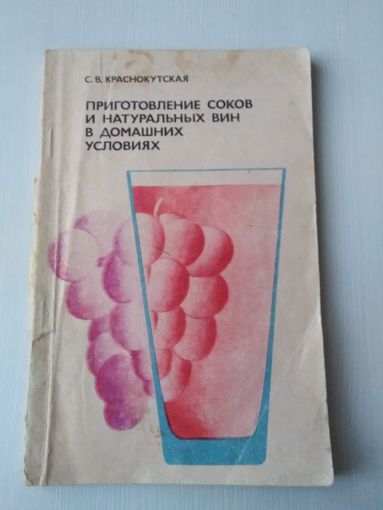 С. В. КРАСНОКУТСКАЯ
ПРИГОТОВЛЕНИЕ СОКОВ
И НАТУРАЛЬНЫХ ВИН
В ДОМАШНИХ
УСЛОВИЯХ